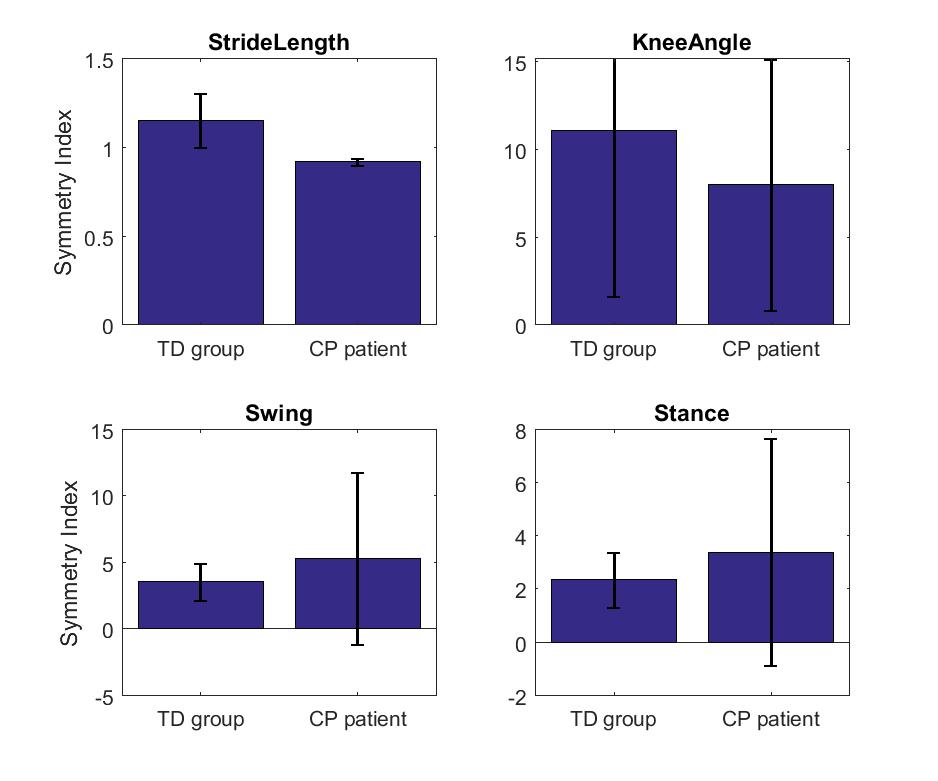 StrideLength
1.5
1
0.5
0
Symmetry Index
TD group
CP patient
KneeAngle
15
10
5
0
TD group
CP patient
Swing
15
10
5
0
-5
Symmetry Index
TD group
CP patient
Stance
8
6
4
2
0
-2
TD group
CP patient